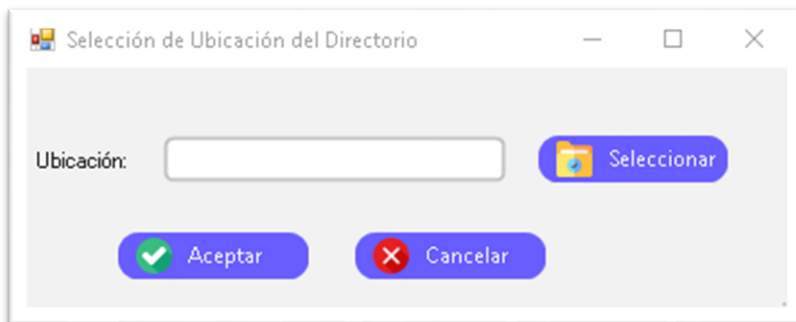 Selección de Ubicación del Directorio
Ubicación:
Seleccionar
Aceptar
Cancelar